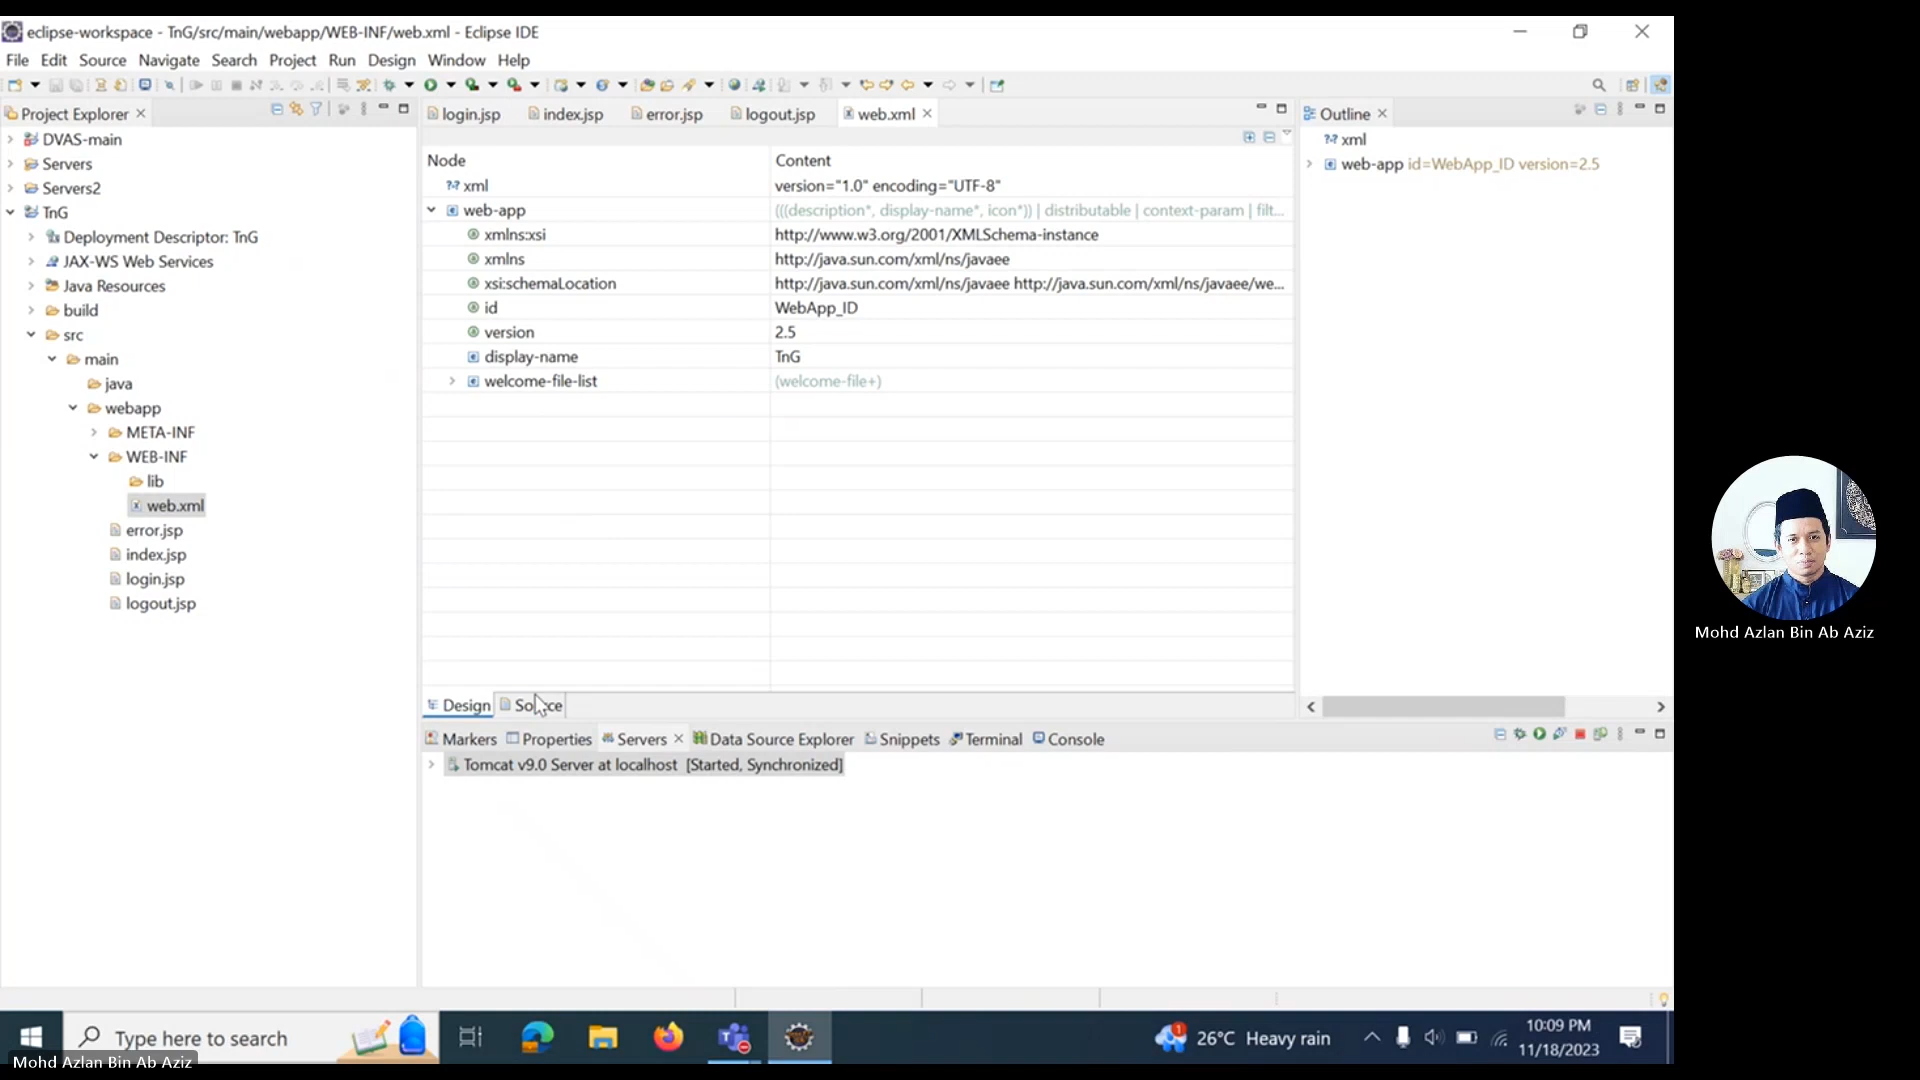 eclipse-workspace - TnG/src/main/webapp/WEB-INF/web.xml - Eclipse IDE
File Edit Source Navigate Search Project Run Design Window Help
Project Explorer
login.jsp index.jsp error.jsp logout.jsp web.xml
Outline
DVAS-main
Servers
Servers2
TnG
Deployment Descriptor: TnG
JAX-WS Web Services
Java Resources
build
src
main
java
webapp
META-INF
WEB-INF
lib
web.xml
error.jsp
index.jsp
login.jsp
logout.jsp
Node Content
xml version="1.0" encoding="UTF-8"
web-app (((description*, display-name*, icon*)) | distributable | context-param | filt...
xmlns:xsi http://www.w3.org/2001/XMLSchema-instance
xmlns http://java.sun.com/xml/ns/javaee
xsi:schemaLocation http://java.sun.com/xml/ns/javaee http://java.sun.com/xml/ns/javaee/we...
id WebApp_ID
version 2.5
display-name TnG
welcome-file-list (welcome-file+)
xml
web-app id=WebApp_ID version=2.5
Design Source
Markers Properties Servers Data Source Explorer Snippets Terminal Console
Tomcat v9.0 Server at localhost [Started, Synchronized]
Mohd Azlan Bin Ab Aziz
Type here to search
1
26°C Heavy rain
10:09 PM
11/18/2023
Mohd Azlan Bin Ab Aziz